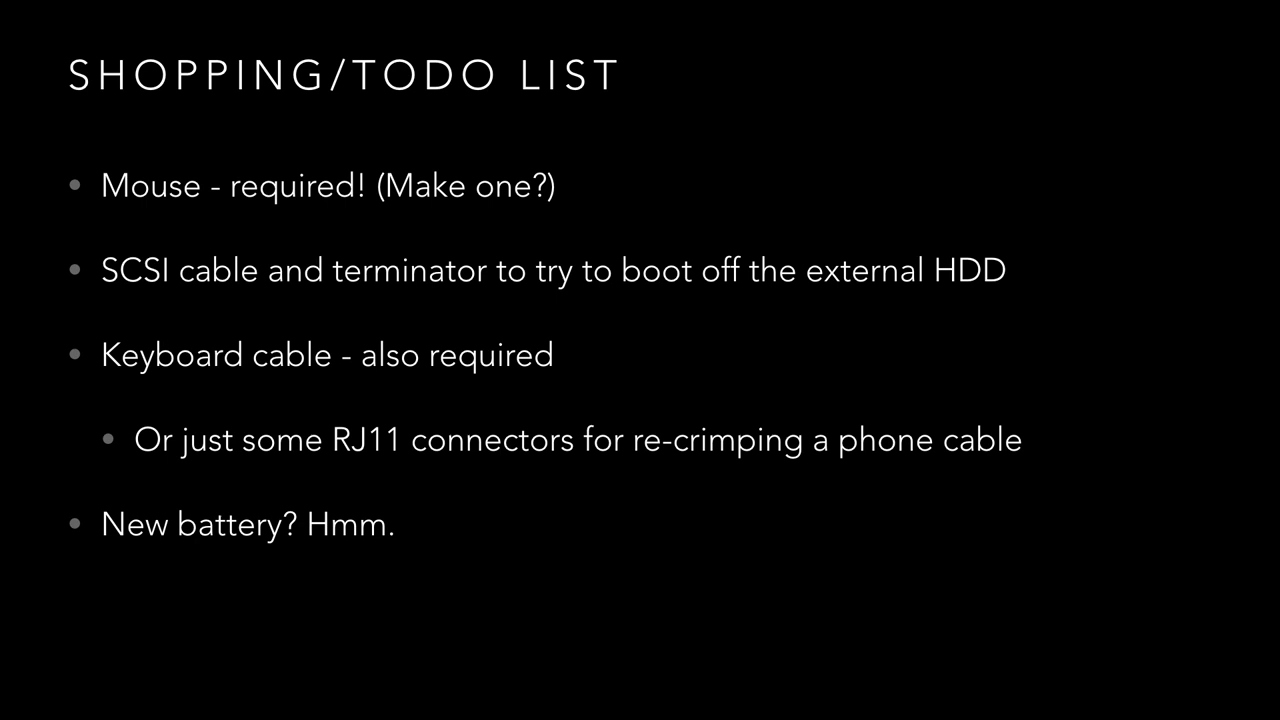 SHOPPING/TODO LIST
• Mouse - required! (Make one?)
• SCSI cable and terminator to try to boot off the external HDD
• Keyboard cable - also required
• Or just some RJ11 connectors for re-crimping a phone cable
• New battery? Hmm.